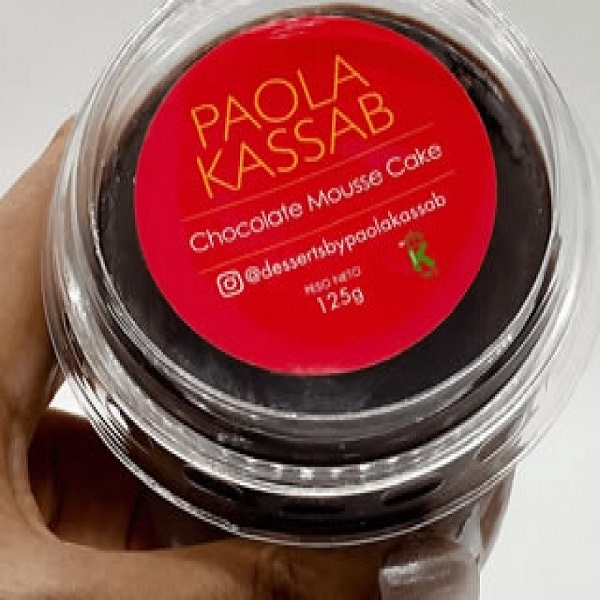 PAOLA
KASSAB
Chocolate Mousse Cake
@dessertsbypaolakassab
PESO NETO
125g
K